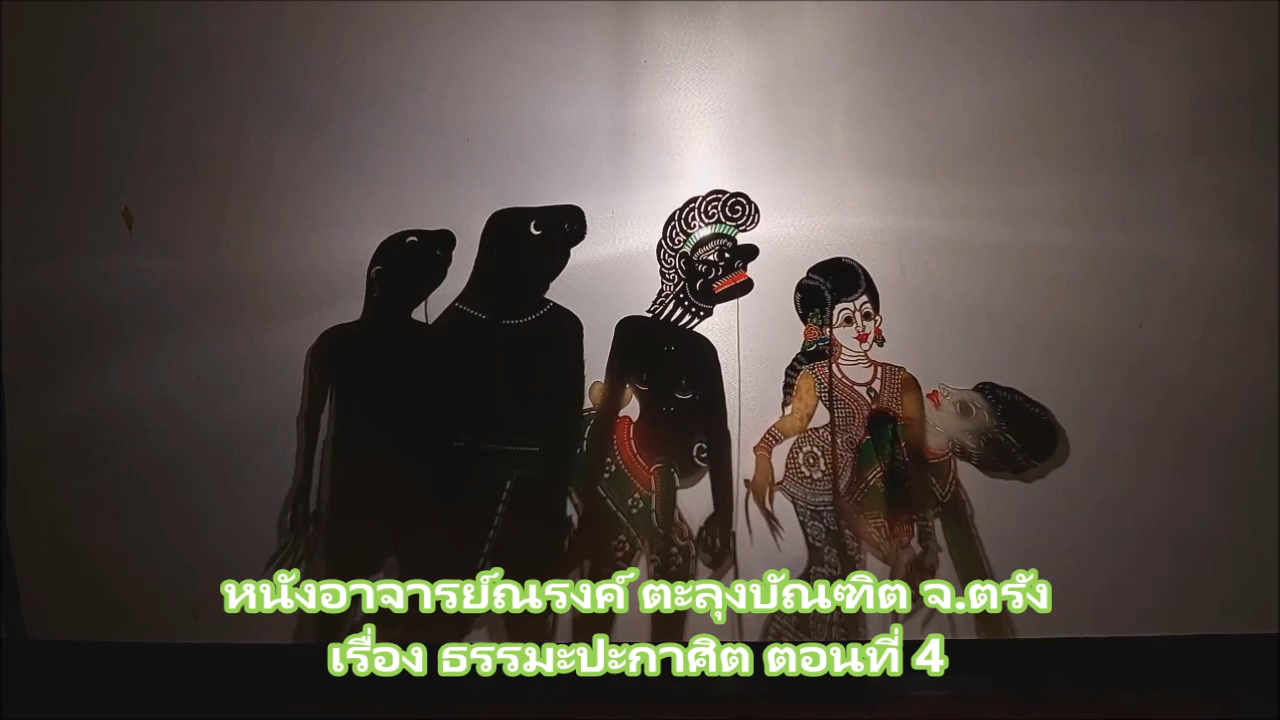 หนังอาจารย์ณรงค์ ตะลุงบัณฑิต จ.ตรัง
เรื่อง ธรรมะปะกาศิต ตอนที่ 4